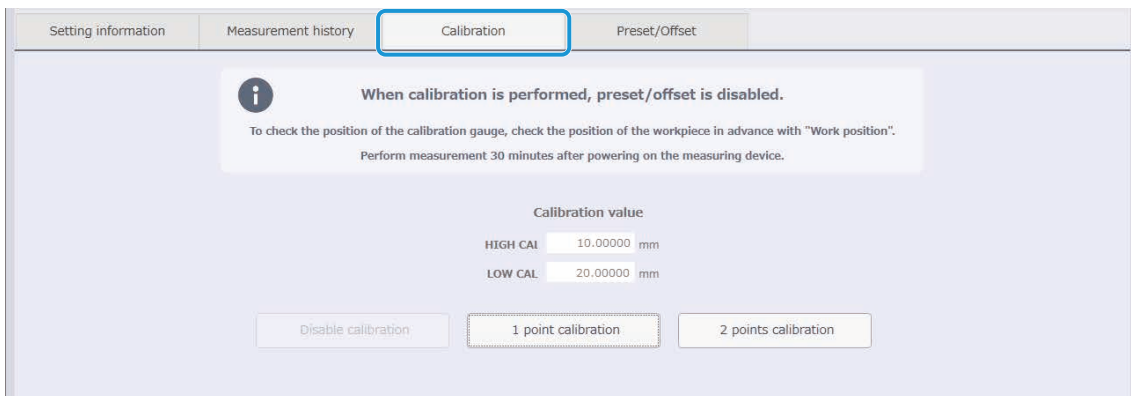 Setting information
Measurement history
Calibration
Preset/Offset
When calibration is performed, preset/offset is disabled.
To check the position of the calibration gauge, check the position of the workpiece in advance with "Work position".
Perform measurement 30 minutes after powering on the measuring device.
Calibration value
HIGH CAL 10.00000 mm
LOW CAL 20.00000 mm
Disable calibration
1 point calibration
2 points calibration